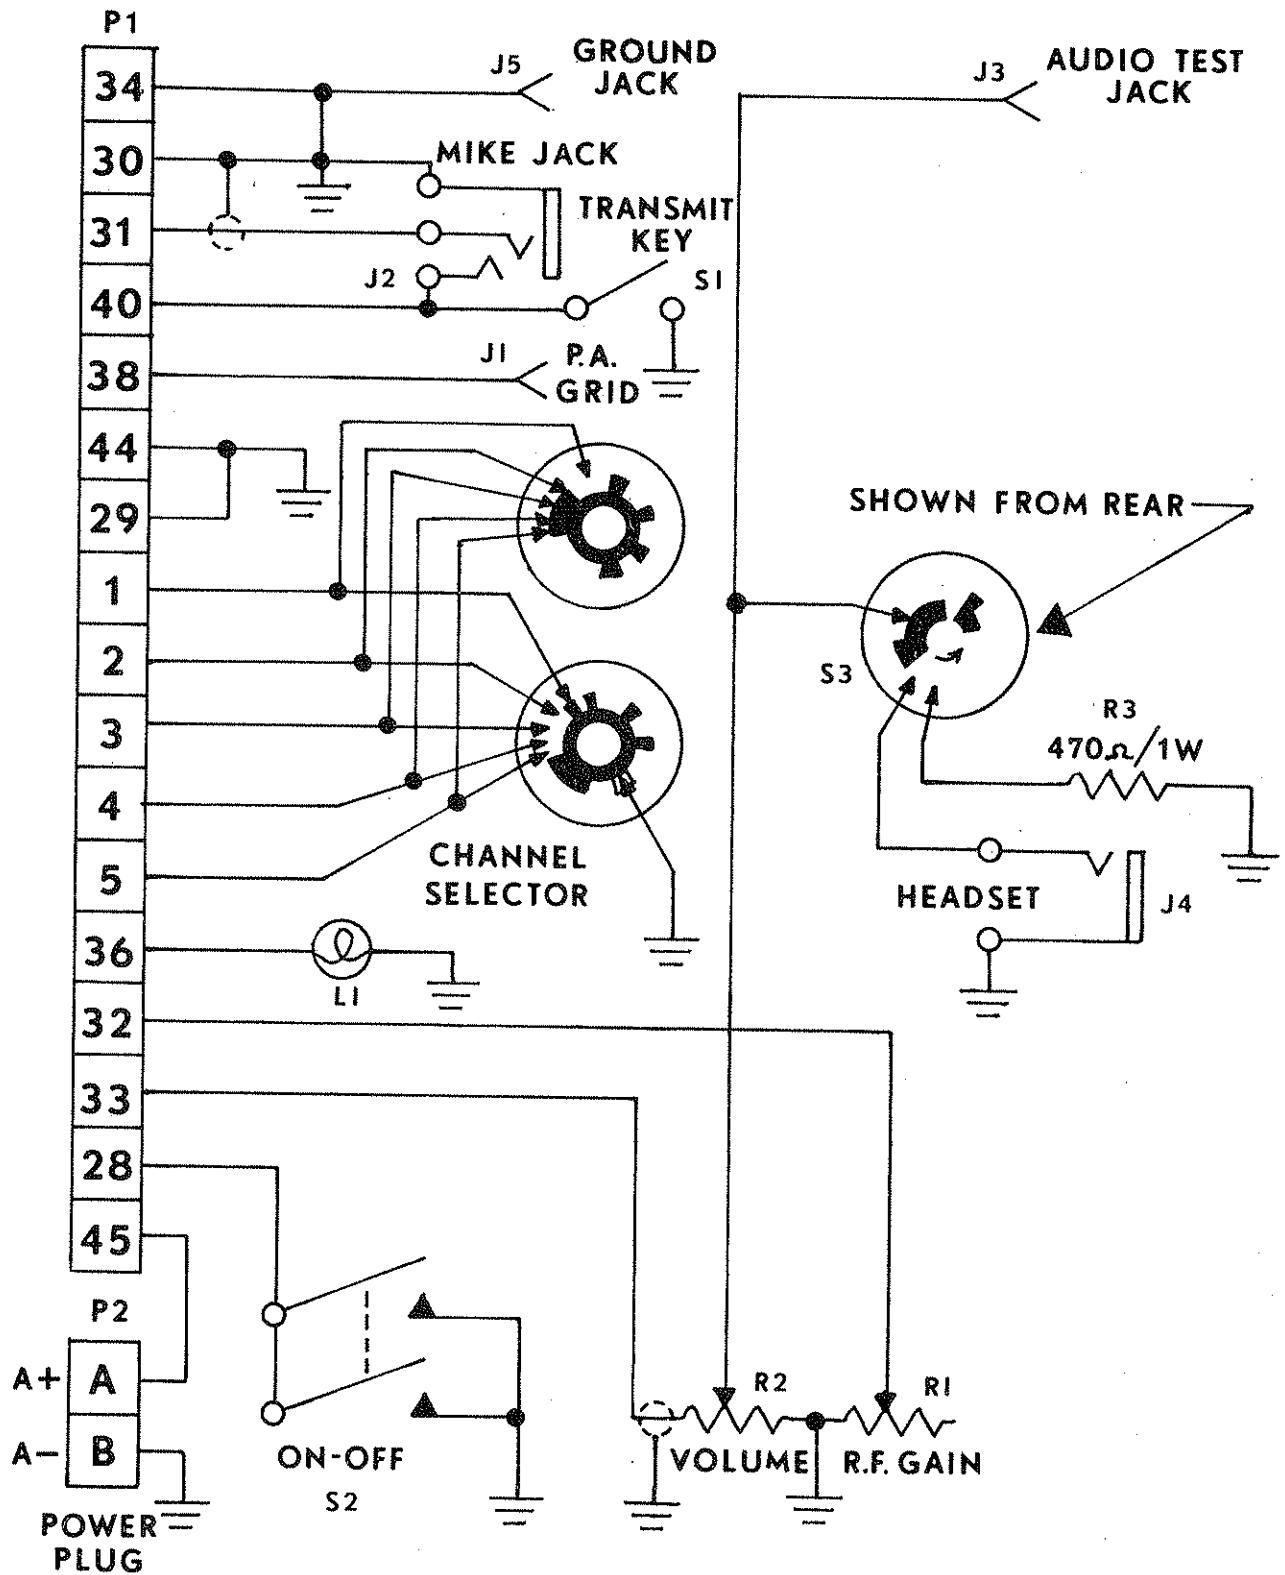 P1
34
30
31
40
38
44
29
1
2
3
4
5
36
32
33
28
45
J5
GROUND
JACK
J3
AUDIO TEST
JACK
MIKE JACK
TRANSMIT
KEY
J2
S1
J1
P.A.
GRID
SHOWN FROM REAR
S3
R3
470Ω/1W
CHANNEL
SELECTOR
HEADSET
J4
L1
P2
A+
A
A-
B
POWER
PLUG
ON-OFF
S2
R2
R1
VOLUME
R.F. GAIN